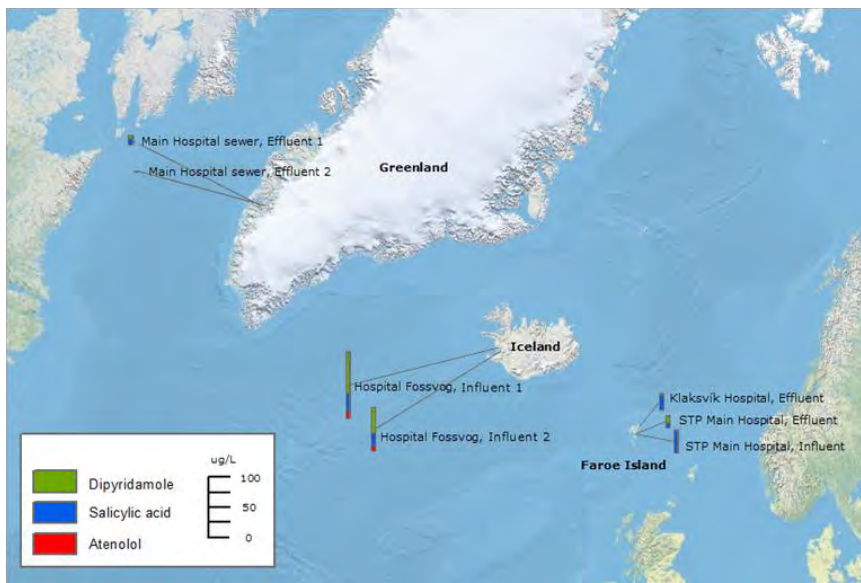 Main Hospital sewer, Effluent 1
Main Hospital sewer, Effluent 2
Greenland
Iceland
Hospital Fossvog, Influent 1
Hospital Fossvog, Influent 2
Klaksvík Hospital, Effluent
STP Main Hospital, Effluent
STP Main Hospital, Influent
Faroe Island
ug/L
Dipyridamole
Salicylic acid
Atenolol
100
50
0